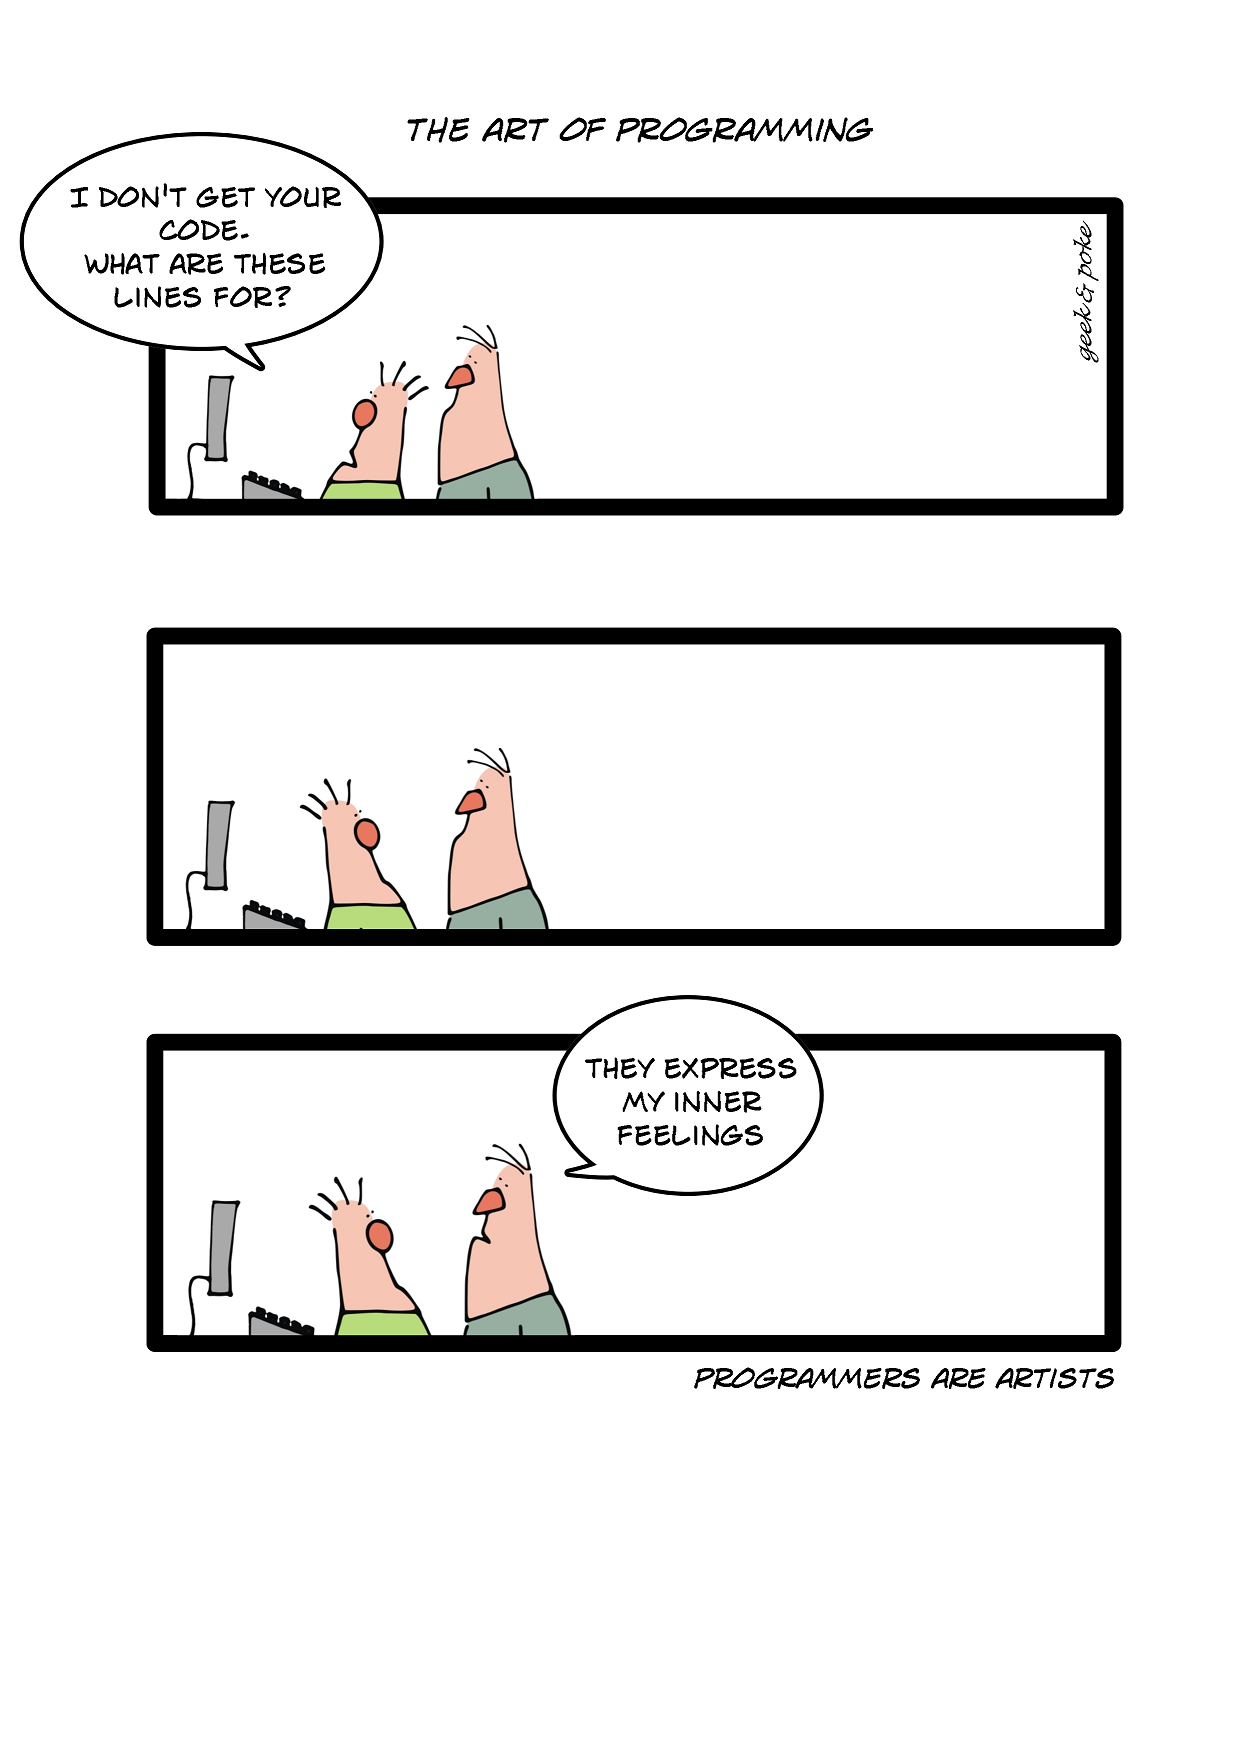 THE ART OF PROGRAMMING
I DON'T GET YOUR
CODE.
WHAT ARE THESE
LINES FOR?
geek & poke
THEY EXPRESS
MY INNER
FEELINGS
PROGRAMMERS ARE ARTISTS